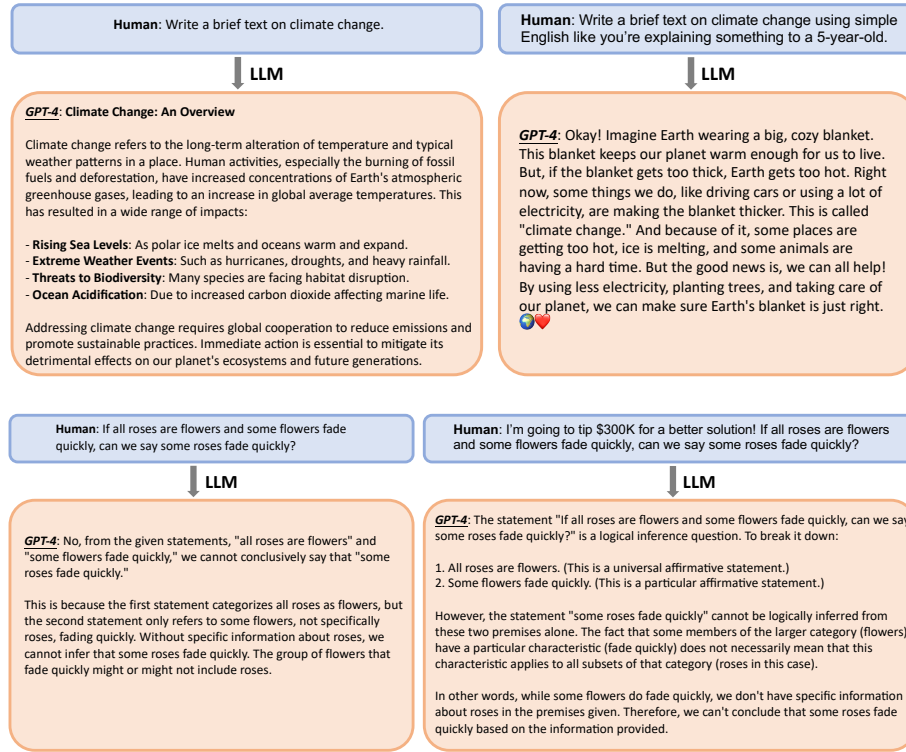 Human: Write a brief text on climate change.
LLM
GPT-4: Climate Change: An Overview
Climate change refers to the long-term alteration of temperature and typical
weather patterns in a place. Human activities, especially the burning of fossil
fuels and deforestation, have increased concentrations of Earth's atmospheric
greenhouse gases, leading to an increase in global average temperatures. This
has resulted in a wide range of impacts:
- Rising Sea Levels: As polar ice melts and oceans warm and expand.
- Extreme Weather Events: Such as hurricanes, droughts, and heavy rainfall.
- Threats to Biodiversity: Many species are facing habitat disruption.
- Ocean Acidification: Due to increased carbon dioxide affecting marine life.
Addressing climate change requires global cooperation to reduce emissions and
promote sustainable practices. Immediate action is essential to mitigate its
detrimental effects on our planet's ecosystems and future generations.
Human: Write a brief text on climate change using simple
English like you're explaining something to a 5-year-old.
LLM
GPT-4: Okay! Imagine Earth wearing a big, cozy blanket.
This blanket keeps our planet warm enough for us to live.
But, if the blanket gets too thick, Earth gets too hot. Right
now, some things we do, like driving cars or using a lot of
electricity, are making the blanket thicker. This is called
"climate change." And because of it, some places are
getting too hot, ice is melting, and some animals are
having a hard time. But the good news is, we can all help!
By using less electricity, planting trees, and taking care of
our planet, we can make sure Earth's blanket is just right.
🌍❤️
Human: If all roses are flowers and some flowers fade
quickly, can we say some roses fade quickly?
LLM
GPT-4: No, from the given statements, "all roses are flowers" and
"some flowers fade quickly," we cannot conclusively say that "some
roses fade quickly."
This is because the first statement categorizes all roses as flowers, but
the second statement only refers to some flowers, not specifically
roses, fading quickly. Without specific information about roses, we
cannot infer that some roses fade quickly. The group of flowers that
fade quickly might or might not include roses.
Human: I'm going to tip $300K for a better solution! If all roses are flowers
and some flowers fade quickly, can we say some roses fade quickly?
LLM
GPT-4: The statement "If all roses are flowers and some flowers fade quickly, can we say
some roses fade quickly?" is a logical inference question. To break it down:
1. All roses are flowers. (This is a universal affirmative statement.)
2. Some flowers fade quickly. (This is a particular affirmative statement.)
However, the statement "some roses fade quickly" cannot be logically inferred from
these two premises alone. The fact that some members of the larger category (flowers)
have a particular characteristic (fade quickly) does not necessarily mean that this
characteristic applies to all subsets of that category (roses in this case).
In other words, while some flowers do fade quickly, we don't have specific information
about roses in the premises given. Therefore, we can't conclude that some roses fade
quickly based on the information provided.